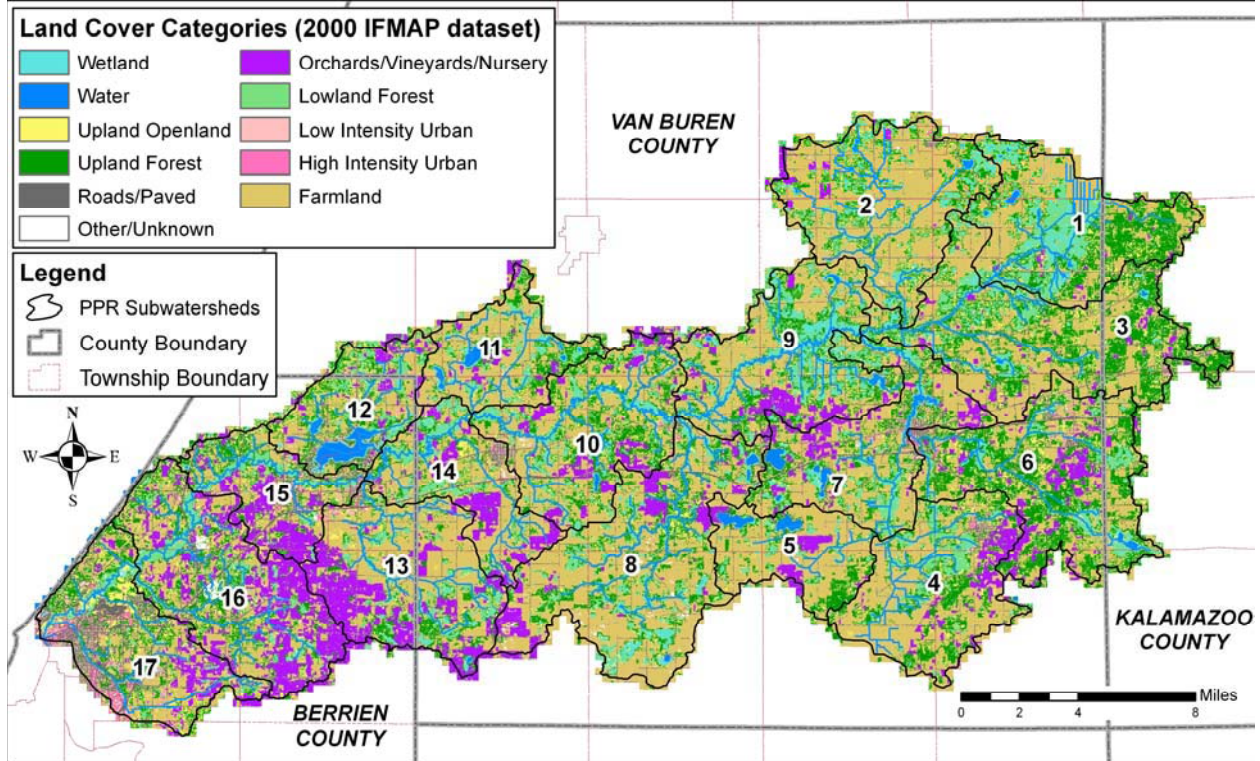 Land Cover Categories (2000 IFMAP dataset)
Wetland
Water
Upland Openland
Upland Forest
Roads/Paved
Other/Unknown
Orchards/Vineyards/Nursery
Lowland Forest
Low Intensity Urban
High Intensity Urban
Farmland
Legend
PPR Subwatersheds
County Boundary
Township Boundary
N
W
E
S
VAN BUREN
COUNTY
2
1
3
9
11
12
10
14
6
15
7
5
13
8
4
16
17
KALAMAZOO
COUNTY
BERRIEN
COUNTY
Miles
0 2 4 8